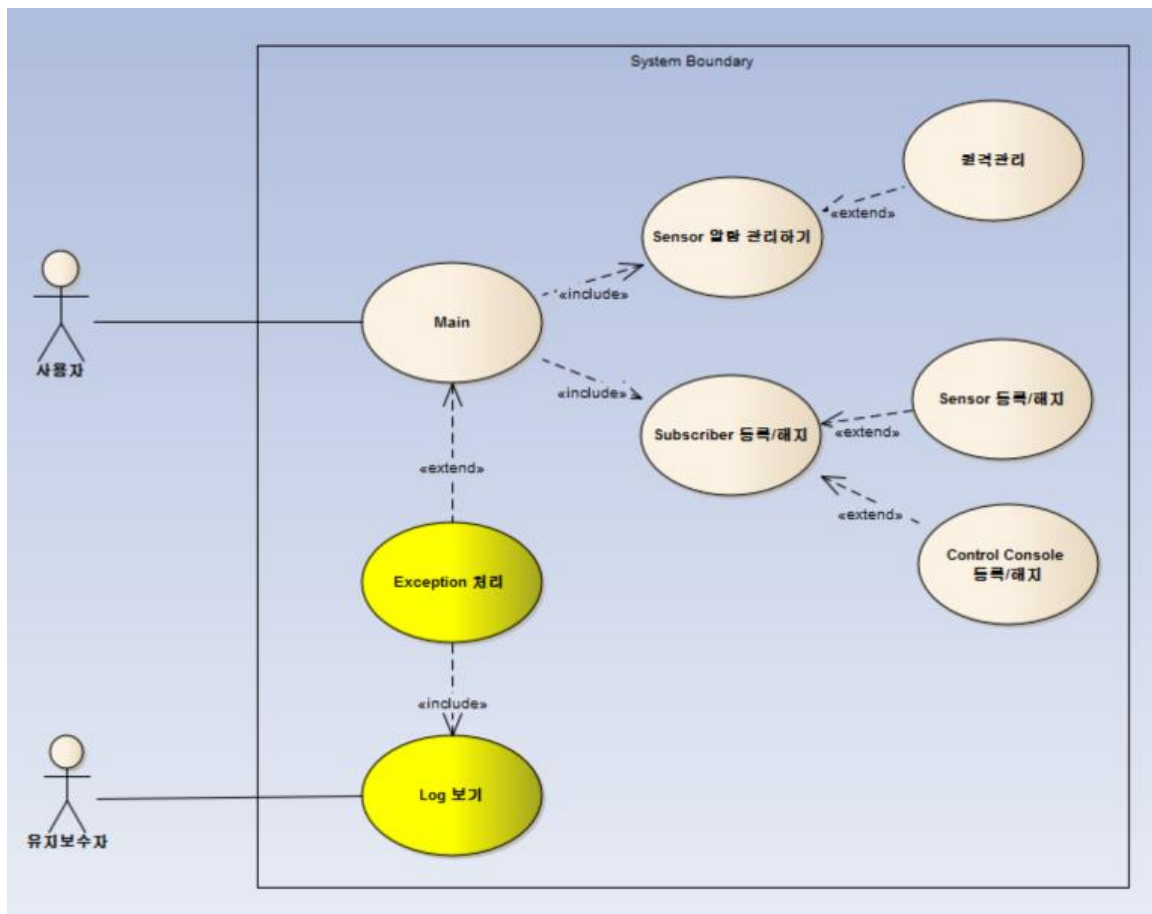 System Boundary
원격관리
«extend»
Sensor 알람 관리하기
«include»
Main
사용자
«include»
Subscriber 등록/해지
Sensor 등록/해지
«extend»
«extend»
Control Console
등록/해지
«extend»
Exception 처리
«include»
Log 보기
유지보수자